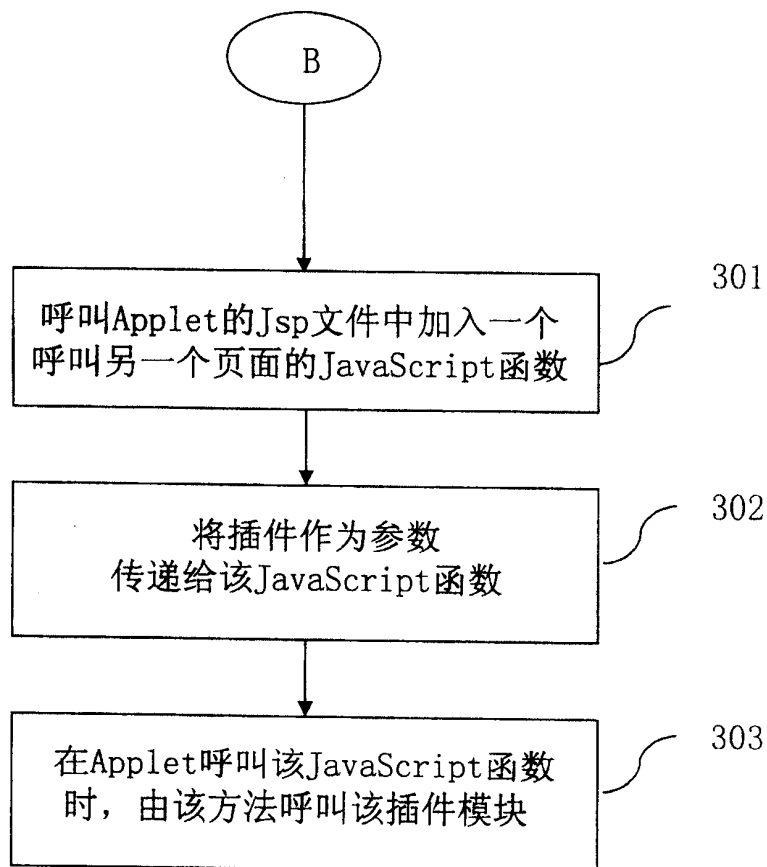 B
301
呼叫Applet的Jsp文件中加入一个
呼叫另一个页面的JavaScript函数
302
将插件作为参数
传递给该JavaScript函数
303
在Applet呼叫该JavaScript函数
时，由该方法呼叫该插件模块